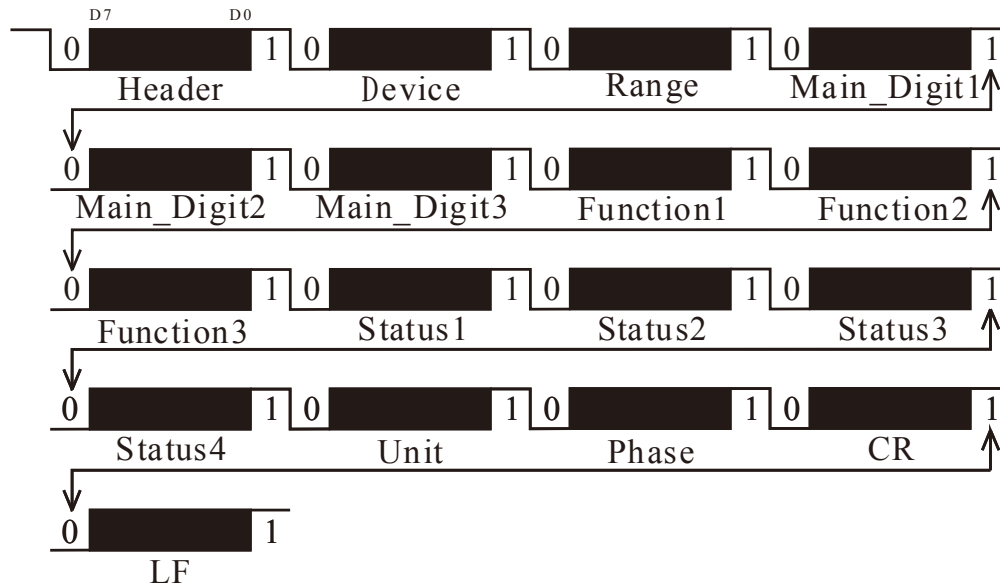 D7 D0
0 1 0 1 0 1 0 1
Header Device Range Main_Digit1
0 1 0 1 0 1 0 1
Main_Digit2 Main_Digit3 Function1 Function2
0 1 0 1 0 1 0 1
Function3 Status1 Status2 Status3
0 1 0 1 0 1 0 1
Status4 Unit Phase CR
0 1
LF